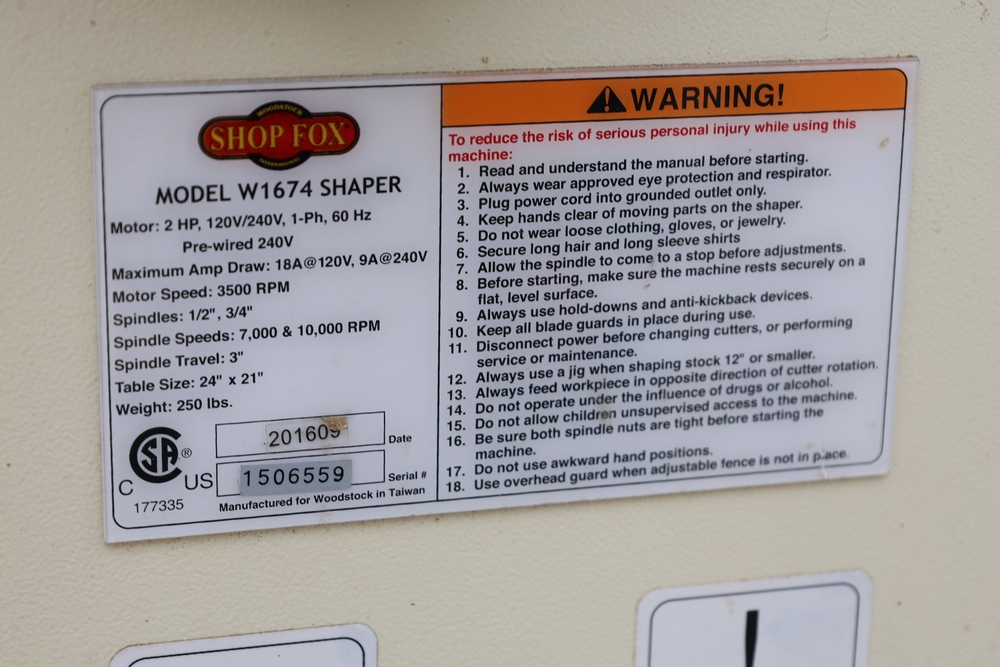 WOODSTOCK
SHOP FOX
INTERNATIONAL
MODEL W1674 SHAPER
Motor: 2 HP, 120V/240V, 1-Ph, 60 Hz
Pre-wired 240V
Maximum Amp Draw: 18A@120V, 9A@240V
Motor Speed: 3500 RPM
Spindles: 1/2", 3/4"
Spindle Speeds: 7,000 & 10,000 RPM
Spindle Travel: 3"
Table Size: 24" x 21"
Weight: 250 lbs.
201609 Date
1506559 Serial #
SA®
C US
177335
Manufactured for Woodstock in Taiwan
WARNING!
To reduce the risk of serious personal injury while using this
machine:
1. Read and understand the manual before starting.
2. Always wear approved eye protection and respirator.
3. Plug power cord into grounded outlet only.
4. Keep hands clear of moving parts on the shaper.
5. Do not wear loose clothing, gloves, or jewelry.
6. Secure long hair and long sleeve shirts
7. Allow the spindle to come to a stop before adjustments.
8. Before starting, make sure the machine rests securely on a
flat, level surface.
9. Always use hold-downs and anti-kickback devices.
10. Keep all blade guards in place during use.
11. Disconnect power before changing cutters, or performing
service or maintenance.
12. Always use a jig when shaping stock 12" or smaller.
13. Always feed workpiece in opposite direction of cutter rotation.
14. Do not operate under the influence of drugs or alcohol.
15. Do not allow children unsupervised access to the machine.
16. Be sure both spindle nuts are tight before starting the
machine.
17. Do not use awkward hand positions.
18. Use overhead guard when adjustable fence is not in place.